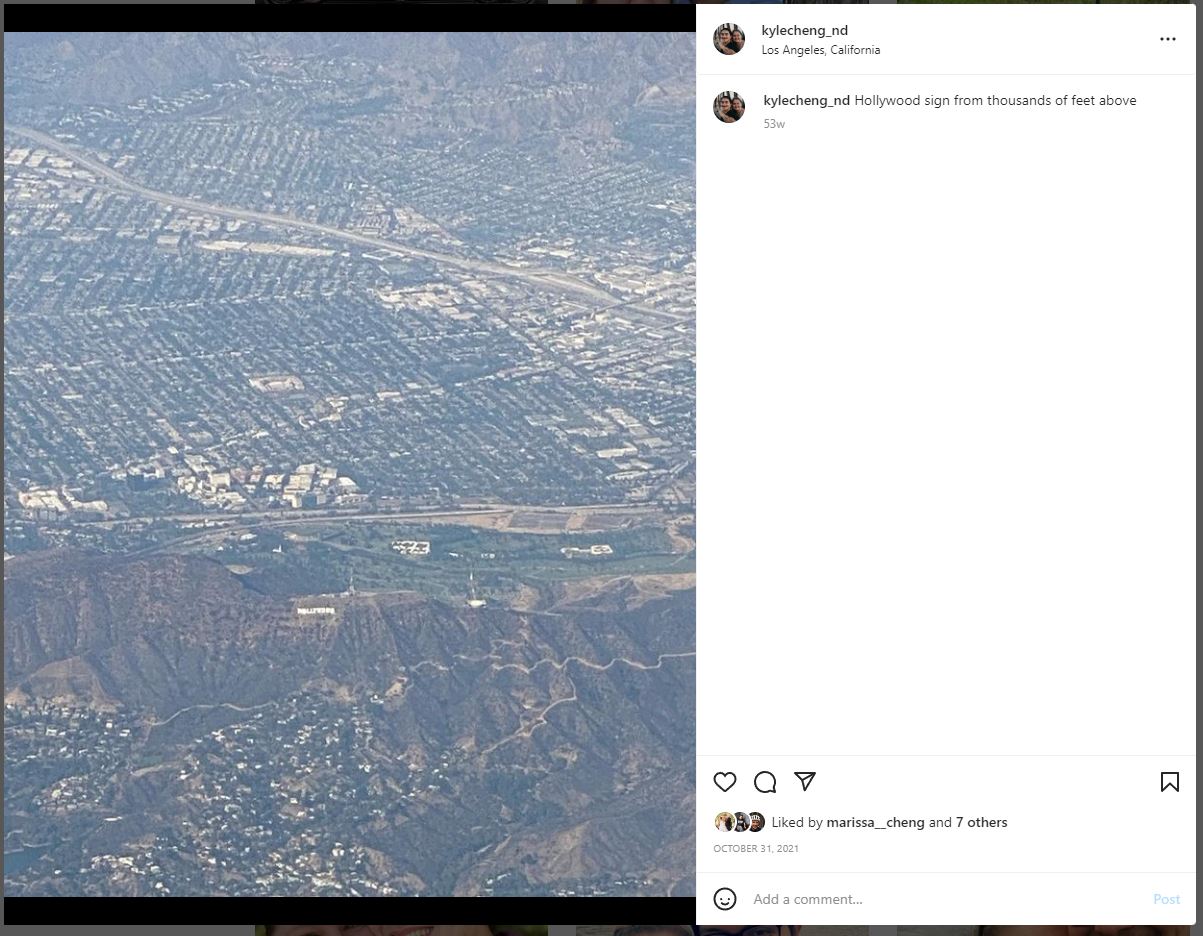 kylecheng_nd
Los Angeles, California
kylecheng_nd Hollywood sign from thousands of feet above
53w
HOLLYWOOD
Liked by marissa__cheng and 7 others
OCTOBER 31, 2021
Add a comment...
Post